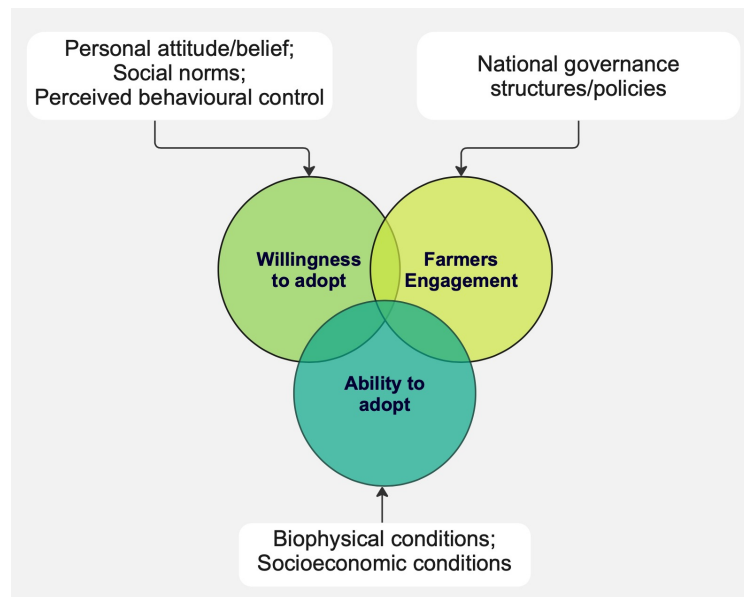 Personal attitude/belief;
Social norms;
Perceived behavioural control
National governance
structures/policies
Willingness
to adopt
Farmers
Engagement
Ability to
adopt
Biophysical conditions;
Socioeconomic conditions